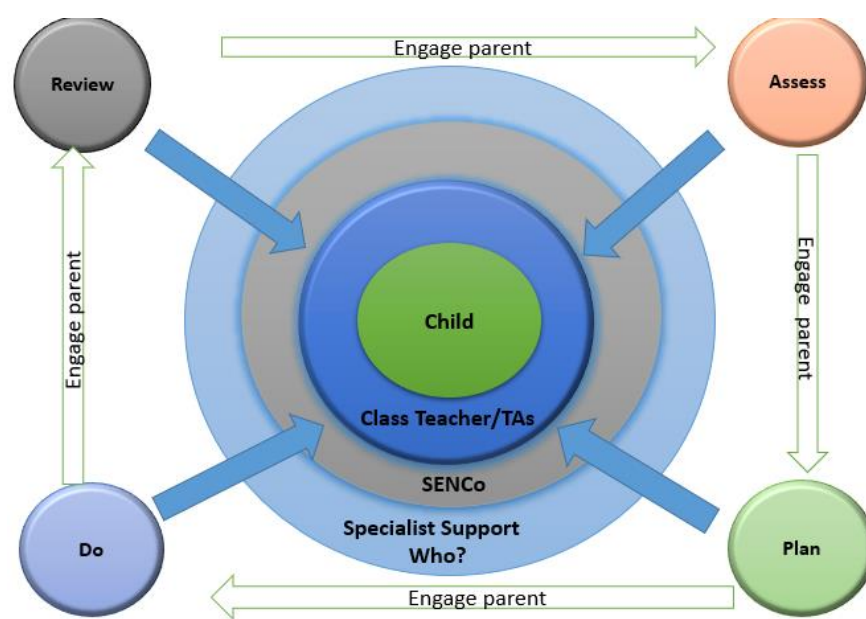 Engage parent
Review
Assess
Engage parent
Engage parent
Child
Class Teacher/TAs
SENCo
Specialist Support
Who?
Do
Plan
Engage parent